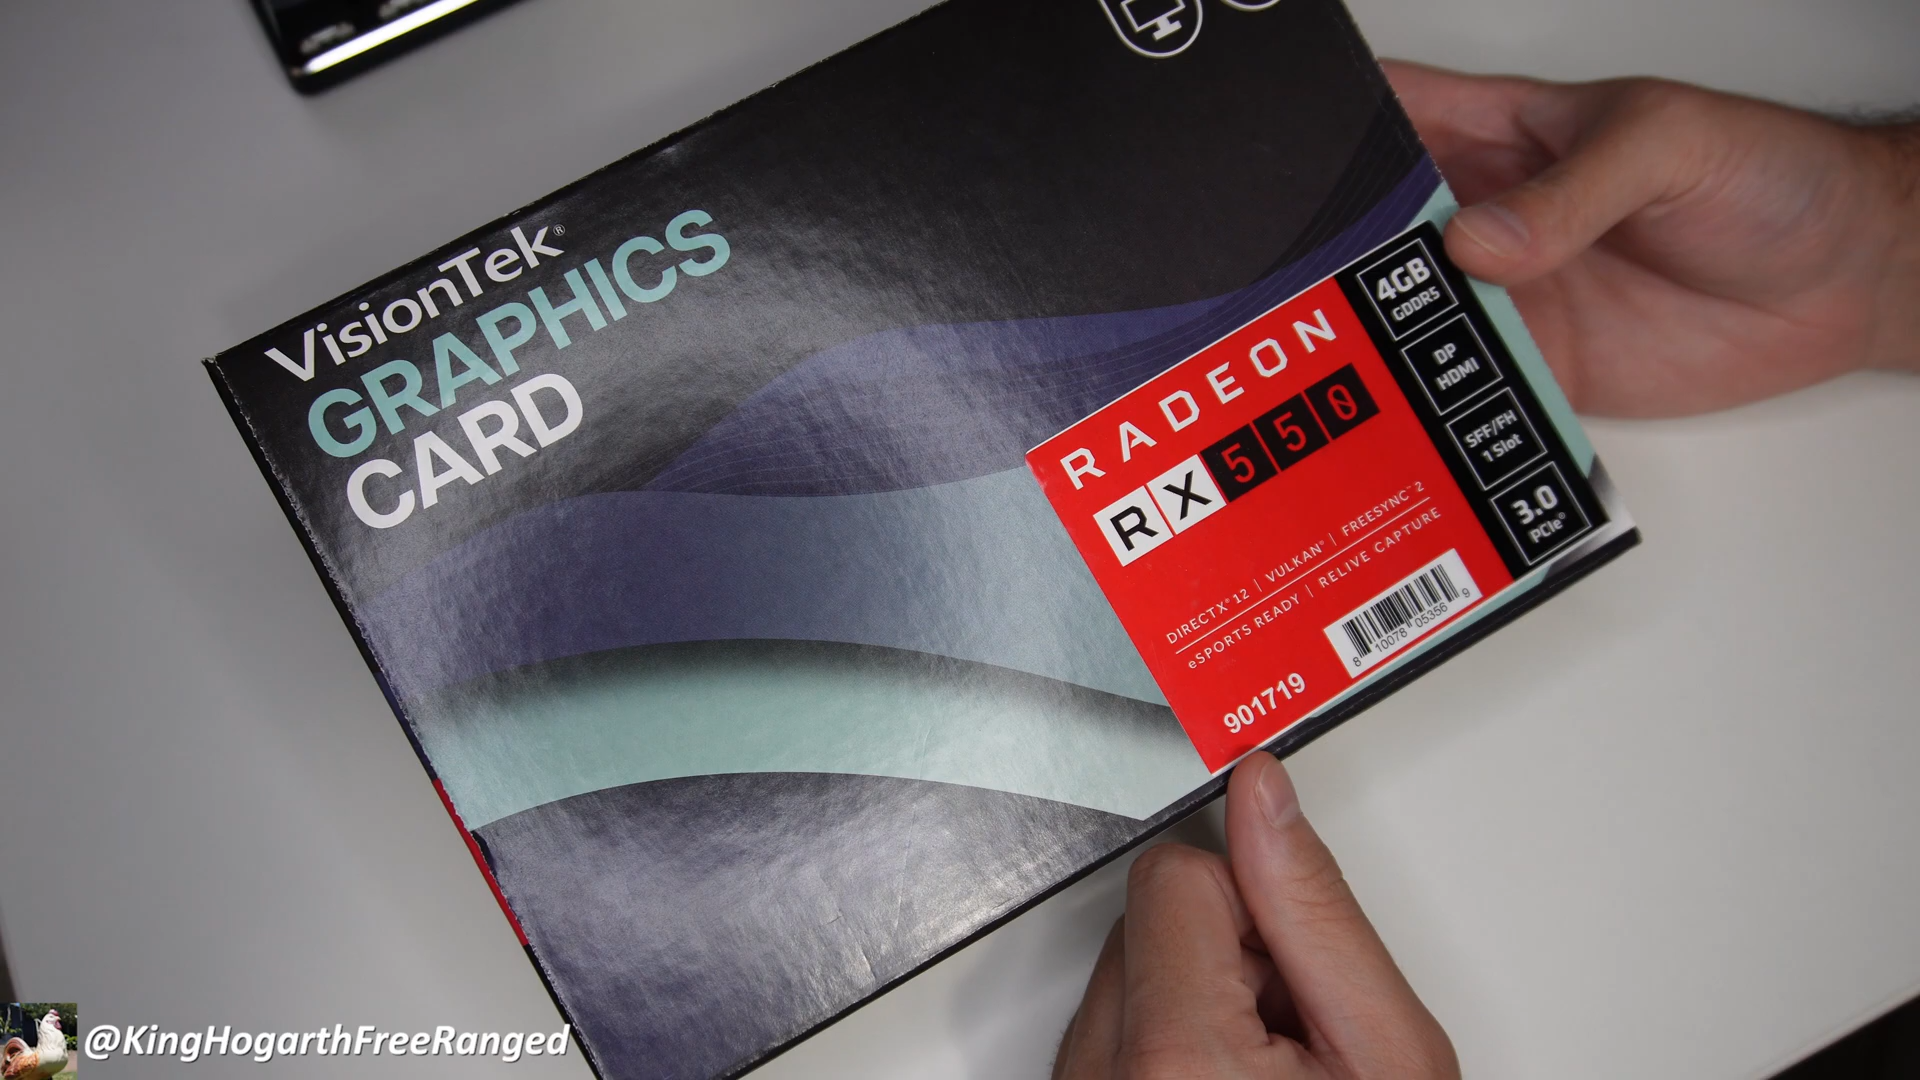 VisionTek®
GRAPHICS
CARD
RADEON
RX 550
DIRECTX® 12 | VULKAN® | FREESYNC™ 2
eSPORTS READY | RELIVE CAPTURE
8 10078 05356 9
901719
4GB
GDDR5
DP
HDMI
SFF/FH
1 Slot
3.0
PCIe®
@KingHogarthFreeRanged